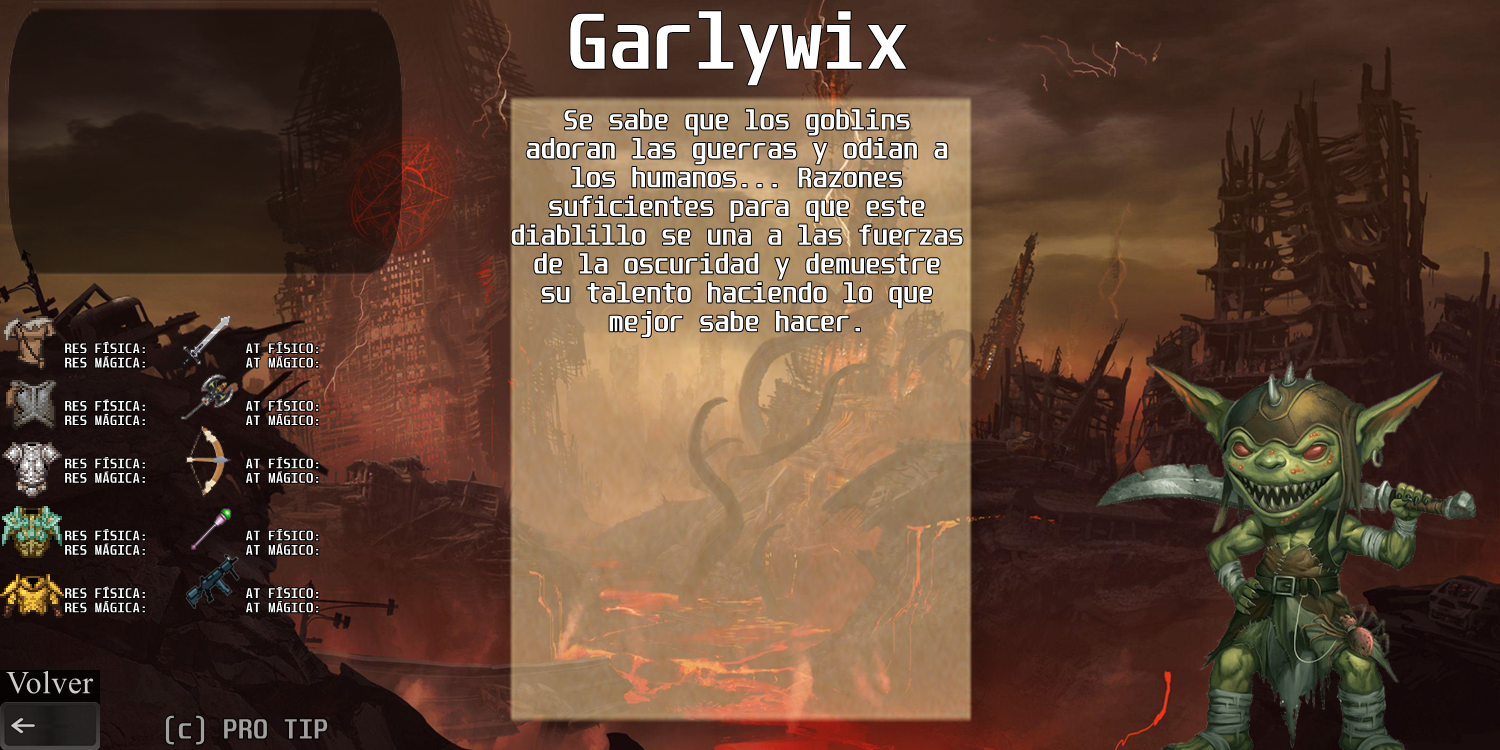 Garlywix
Se sabe que los goblins
adoran las guerras y odian a
los humanos... Razones
suficientes para que este
diablillo se una a las fuerzas
de la oscuridad y demuestre
su talento haciendo lo que
mejor sabe hacer.
RES FÍSICA: AT FÍSICO:
RES MÁGICA: AT MÁGICO:
RES FÍSICA: AT FÍSICO:
RES MÁGICA: AT MÁGICO:
RES FÍSICA: AT FÍSICO:
RES MÁGICA: AT MÁGICO:
RES FÍSICA: AT FÍSICO:
RES MÁGICA: AT MÁGICO:
RES FÍSICA: AT FÍSICO:
RES MÁGICA: AT MÁGICO:
Volver
(c) PRO TIP